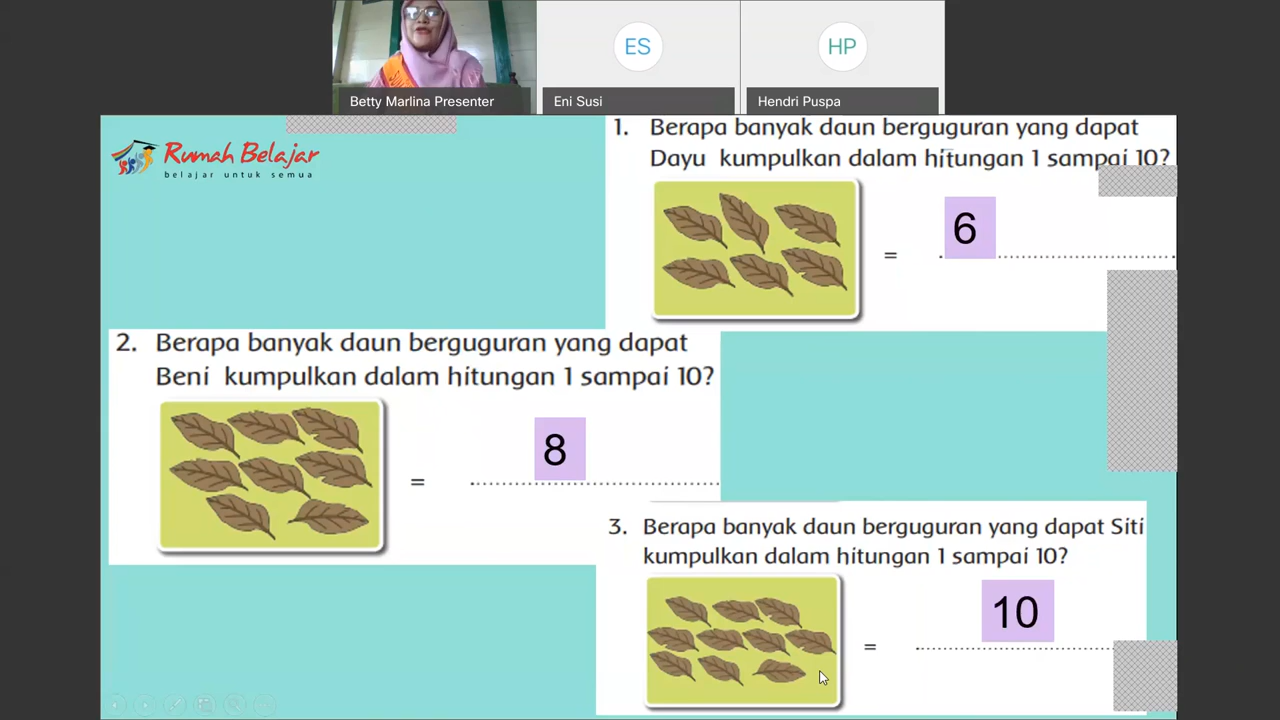 ES
HP
Betty Marlina Presenter
Eni Susi
Hendri Puspa
Rumah Belajar
belajar untuk semua
1. Berapa banyak daun berguguran yang dapat
Dayu kumpulkan dalam hitungan 1 sampai 10?
= 6
2. Berapa banyak daun berguguran yang dapat
Beni kumpulkan dalam hitungan 1 sampai 10?
= 8
3. Berapa banyak daun berguguran yang dapat Siti
kumpulkan dalam hitungan 1 sampai 10?
= 10